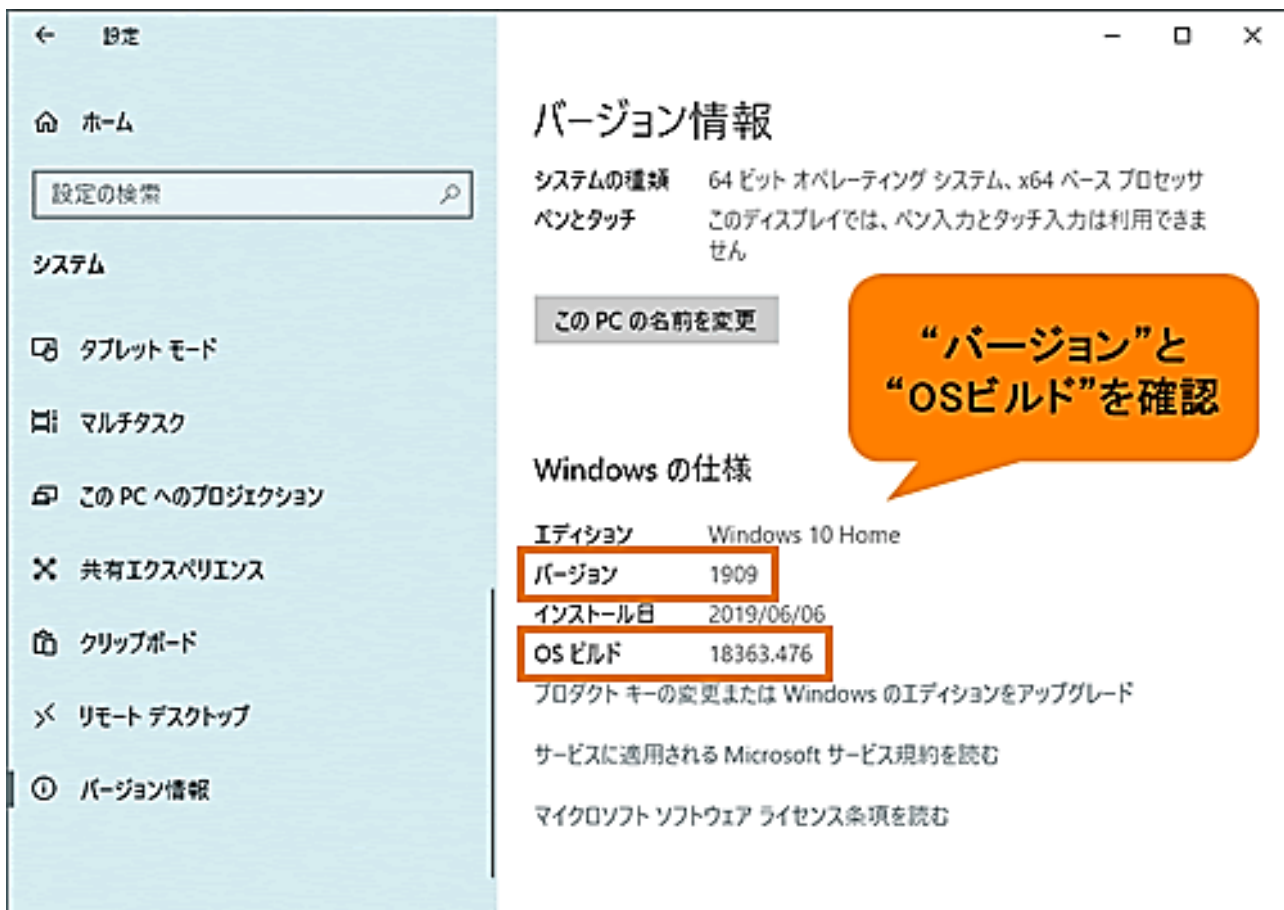 設定
ホーム
設定の検索
システム
タブレット モード
マルチタスク
この PC へのプロジェクション
共有エクスペリエンス
クリップボード
リモート デスクトップ
バージョン情報
バージョン情報
システムの種類 64 ビット オペレーティング システム、x64 ベース プロセッサ
ペンとタッチ このディスプレイでは、ペン入力とタッチ入力は利用できま
せん
この PC の名前を変更
“バージョン”と
“OSビルド”を確認
Windows の仕様
エディション Windows 10 Home
バージョン 1909
インストール日 2019/06/06
OS ビルド 18363.476
プロダクト キーの変更または Windows のエディションをアップグレード
サービスに適用される Microsoft サービス規約を読む
マイクロソフト ソフトウェア ライセンス条項を読む